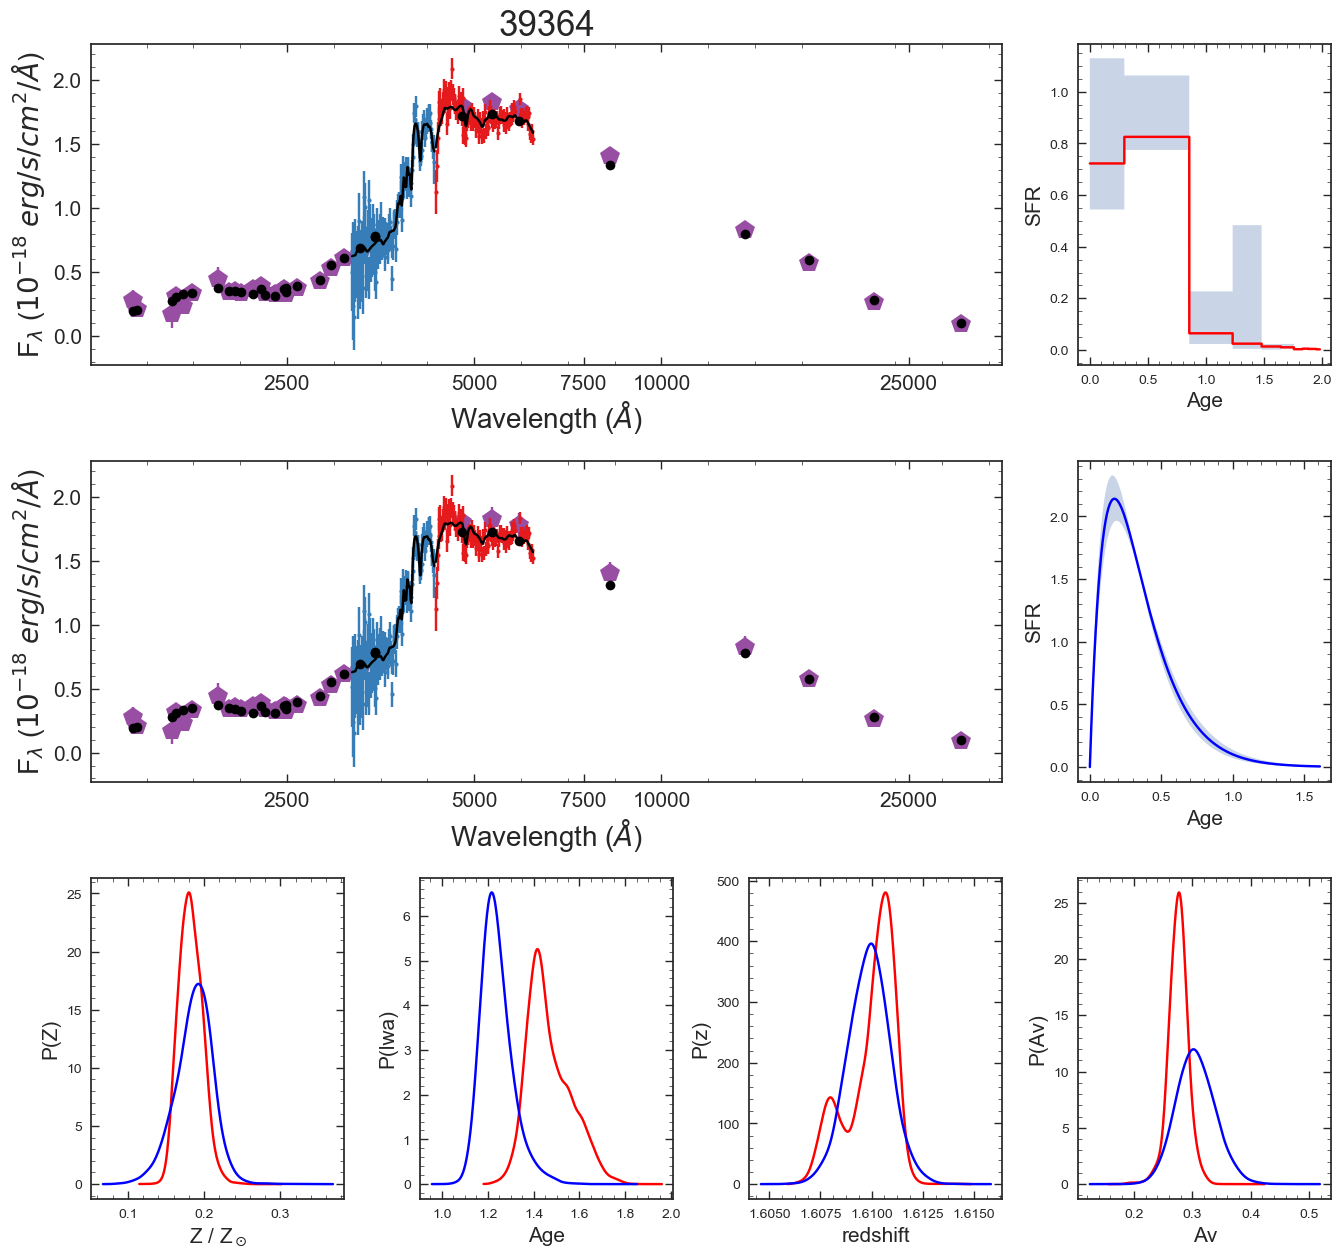 39364
2.0
1.5
1.0
0.5
0.0
F_λ (10^−18 erg/s/cm^2/Å)
2500 5000 7500 10000 25000
Wavelength (Å)
1.0
0.8
0.6
0.4
0.2
0.0
SFR
0.0 0.5 1.0 1.5 2.0
Age
2.0
1.5
1.0
0.5
0.0
F_λ (10^−18 erg/s/cm^2/Å)
2500 5000 7500 10000 25000
Wavelength (Å)
2.0
1.5
1.0
0.5
0.0
SFR
0.0 0.5 1.0 1.5
Age
25
20
15
10
5
0
P(Z)
0.1 0.2 0.3
Z / Z_⊙
6
5
4
3
2
1
0
P(lwa)
1.0 1.2 1.4 1.6 1.8 2.0
Age
500
400
300
200
100
0
P(z)
1.6050 1.6075 1.6100 1.6125 1.6150
redshift
25
20
15
10
5
0
P(Av)
0.2 0.3 0.4 0.5
Av